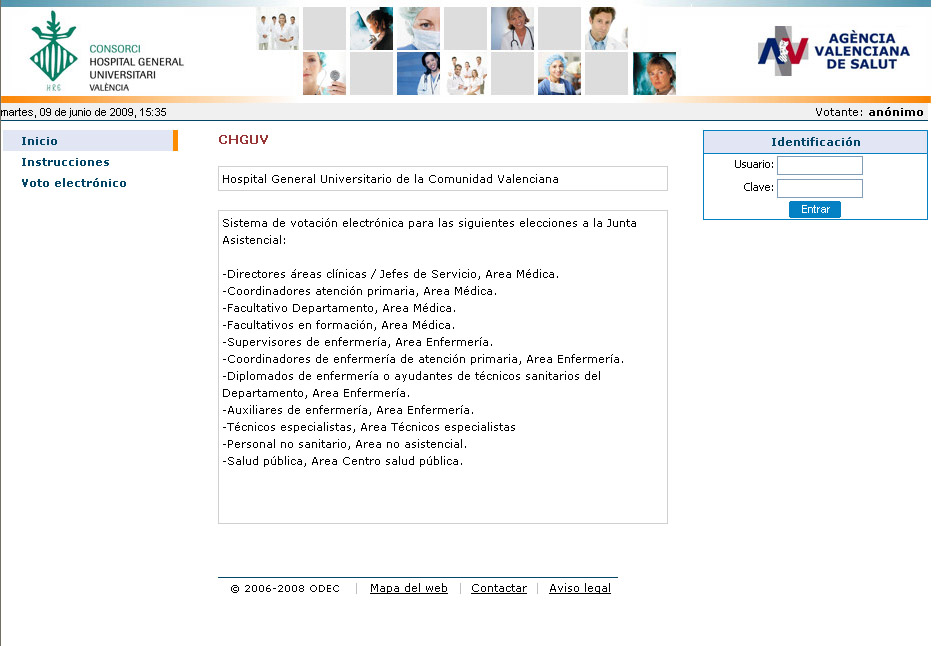 CONSORCI
HOSPITAL GENERAL
UNIVERSITARI
VALÈNCIA
H.R.G
AGÈNCIA
VALENCIANA
DE SALUT
martes, 09 de junio de 2009, 15:35
Votante: anónimo
Inicio
Instrucciones
Voto electrónico
CHGUV
Hospital General Universitario de la Comunidad Valenciana
Sistema de votación electrónica para las siguientes elecciones a la Junta
Asistencial:
-Directores áreas clínicas / Jefes de Servicio, Area Médica.
-Coordinadores atención primaria, Area Médica.
-Facultativo Departamento, Area Médica.
-Facultativos en formación, Area Médica.
-Supervisores de enfermería, Area Enfermería.
-Coordinadores de enfermería de atención primaria, Area Enfermería.
-Diplomados de enfermería o ayudantes de técnicos sanitarios del
Departamento, Area Enfermería.
-Auxiliares de enfermería, Area Enfermería.
-Técnicos especialistas, Area Técnicos especialistas
-Personal no sanitario, Area no asistencial.
-Salud pública, Area Centro salud pública.
Identificación
Usuario:
Clave:
Entrar
© 2006-2008 ODEC | Mapa del web | Contactar | Aviso legal